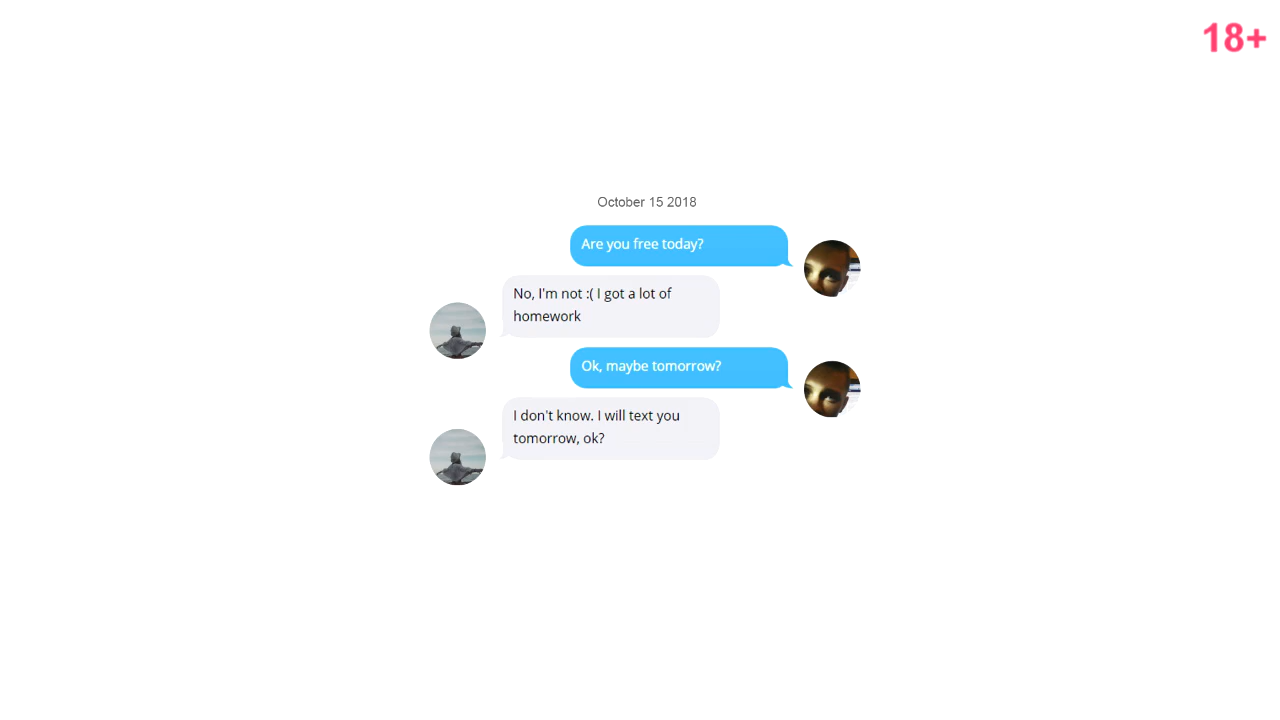 18+
October 15 2018
Are you free today?
No, I'm not :( I got a lot of
homework
Ok, maybe tomorrow?
I don't know. I will text you
tomorrow, ok?